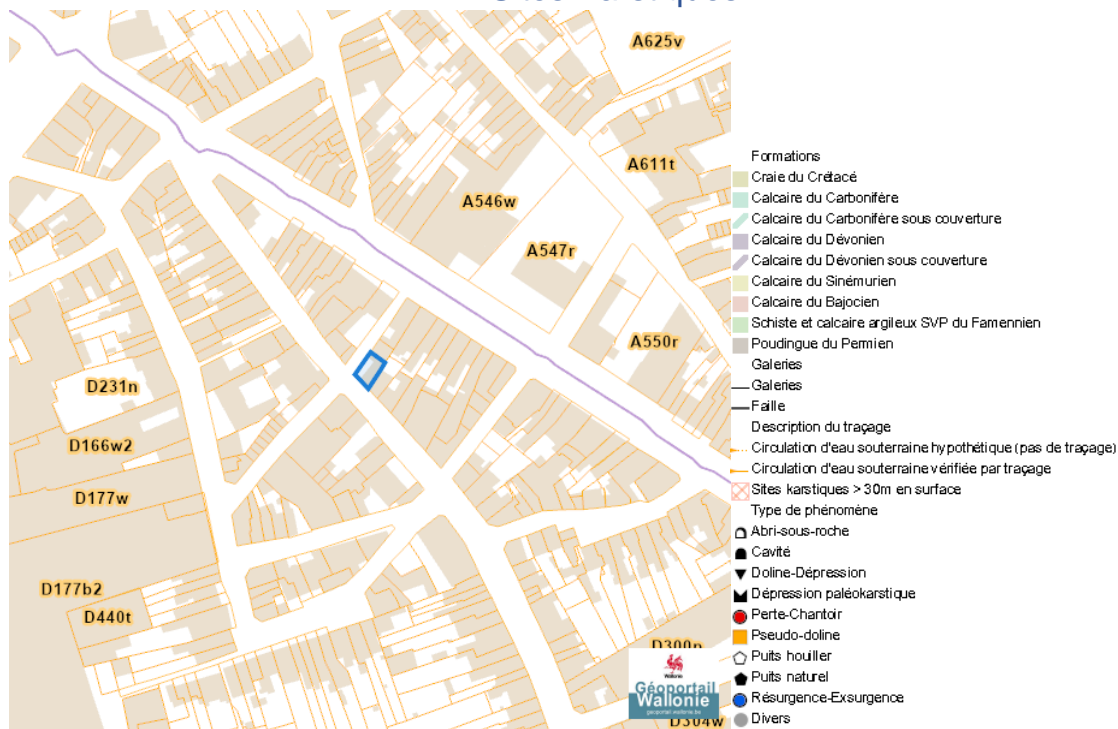 A625v
A611t
A546w
A547r
A550r
D231n
D166w2
D177w
D177b2
D440t
D300p
D304w
Wallonie
Géoportail
Wallonie
geoportail.wallonie.be
Formations
Craie du Crétacé
Calcaire du Carbonifère
Calcaire du Carbonifère sous couverture
Calcaire du Dévonien
Calcaire du Dévonien sous couverture
Calcaire du Sinémurien
Calcaire du Bajocien
Schiste et calcaire argileux SVP du Famennien
Poudingue du Permien
Galeries
Galeries
Faille
Description du traçage
Circulation d'eau souterraine hypothétique (pas de traçage)
Circulation d'eau souterraine vérifiée par traçage
Sites karstiques > 30m en surface
Type de phénomène
Abri-sous-roche
Cavité
Doline-Dépression
Dépression paléokarstique
Perte-Chantoir
Pseudo-doline
Puits houiller
Puits naturel
Résurgence-Exsurgence
Divers